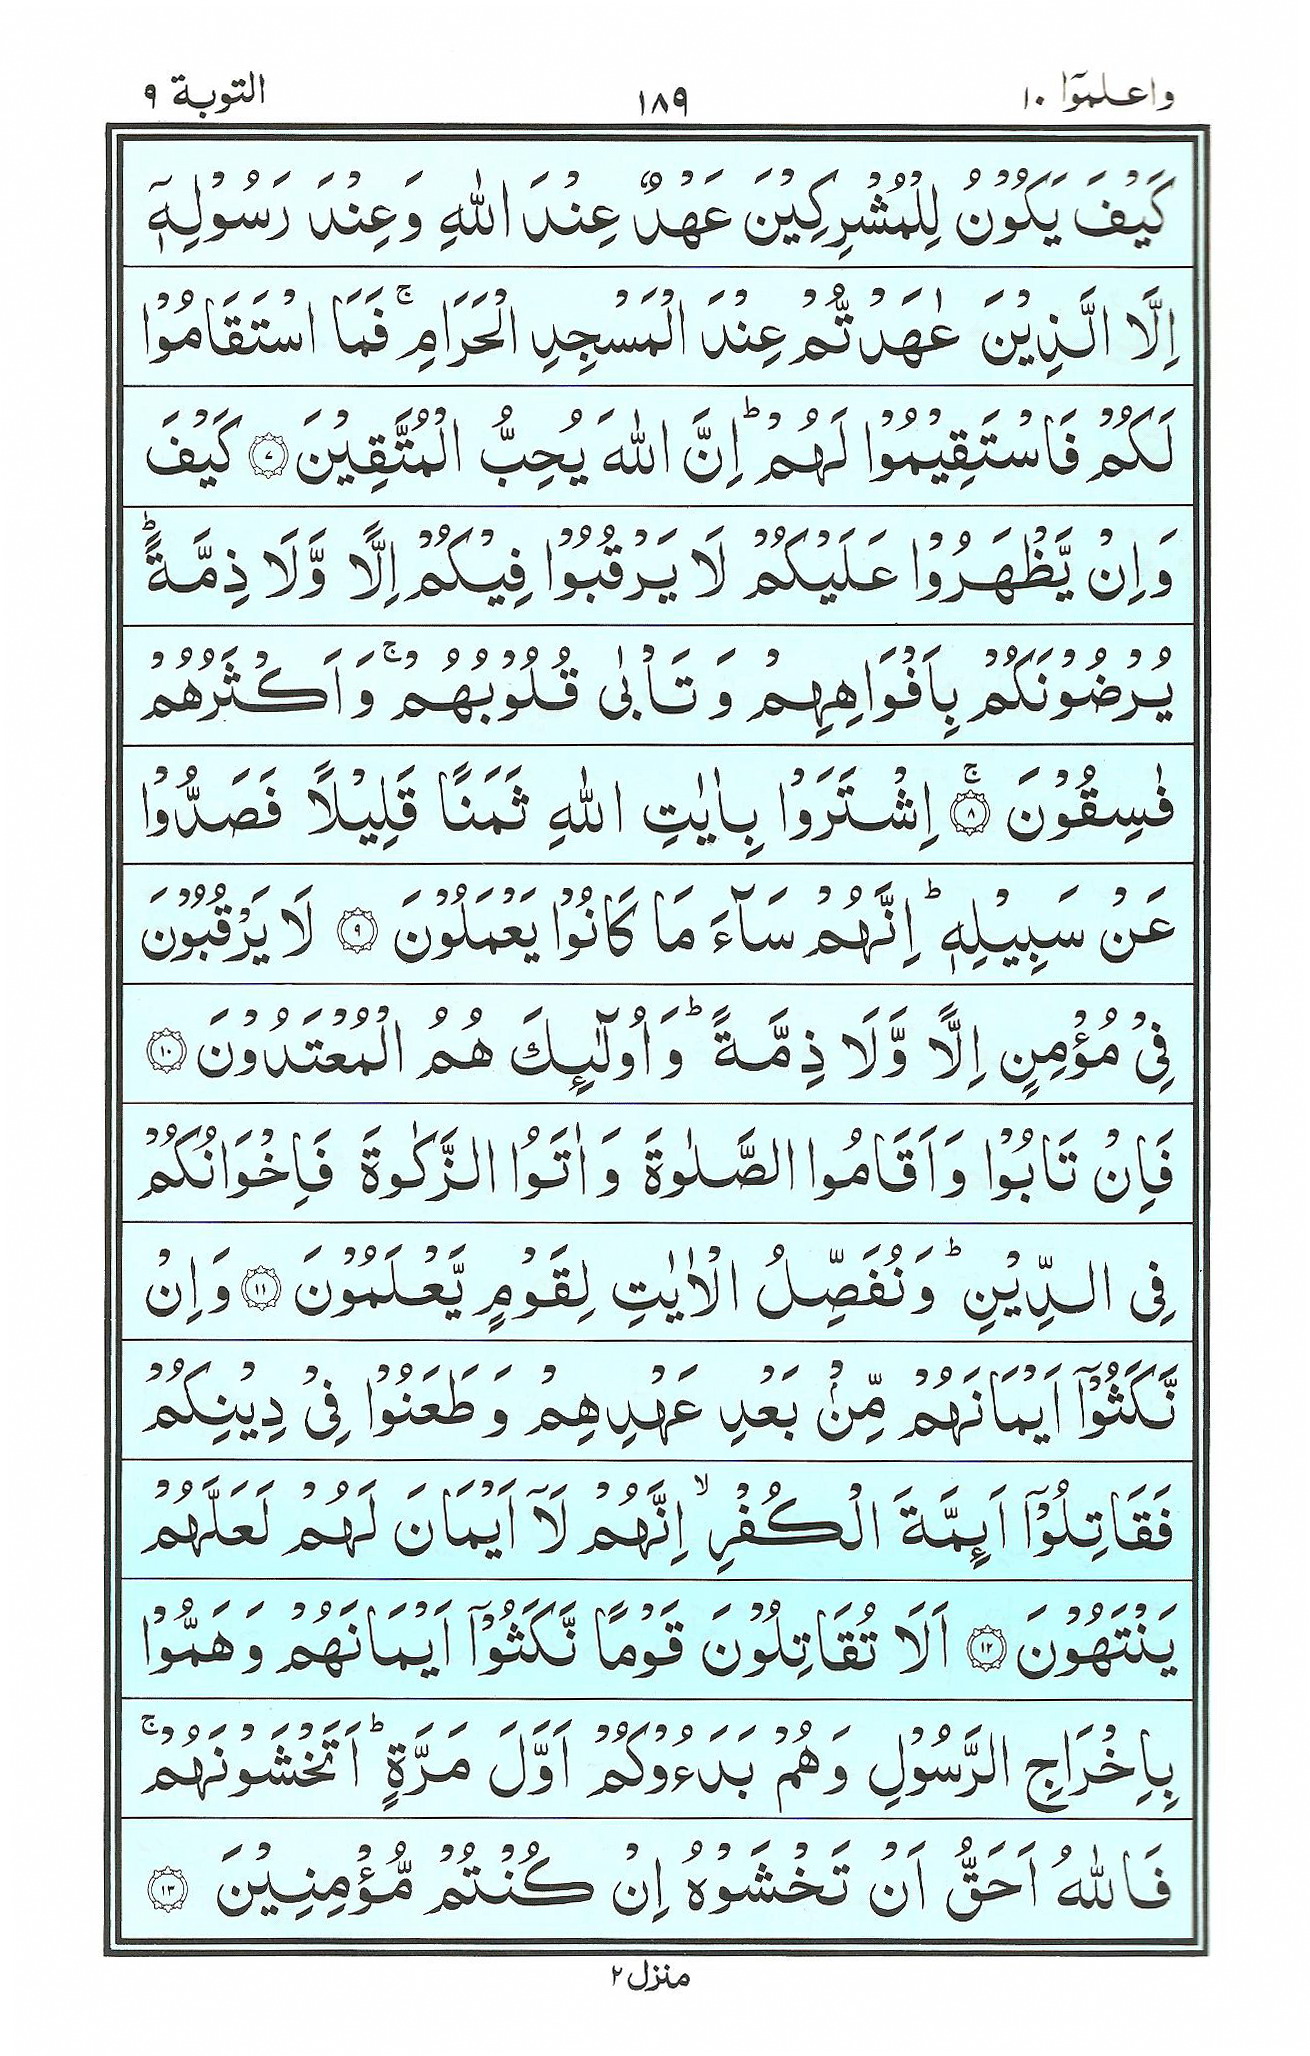 واعلموٓا ١٠
١٨٩
التوبة ٩
كَيْفَ يَكُوْنُ لِلْمُشْرِكِيْنَ عَهْدٌ عِنْدَ اللّٰهِ وَعِنْدَ رَسُوْلِهٖٓ
اِلَّا الَّذِيْنَ عٰهَدْتُّمْ عِنْدَ الْمَسْجِدِ الْحَرَامِ ۚ فَمَا اسْتَقَامُوْا
لَكُمْ فَاسْتَقِيْمُوْا لَهُمْ ؕ اِنَّ اللّٰهَ يُحِبُّ الْمُتَّقِيْنَ ۝٧ كَيْفَ
وَاِنْ يَّظْهَرُوْا عَلَيْكُمْ لَا يَرْقُبُوْا فِيْكُمْ اِلًّا وَّلَا ذِمَّةً ؕ
يُرْضُوْنَكُمْ بِاَفْوَاهِهِمْ وَتَاْبٰى قُلُوْبُهُمْ ۚ وَاَكْثَرُهُمْ
فٰسِقُوْنَ ۝٨ۚ اِشْتَرَوْا بِاٰيٰتِ اللّٰهِ ثَمَنًا قَلِيْلًا فَصَدُّوْا
عَنْ سَبِيْلِهٖ ؕ اِنَّهُمْ سَآءَ مَا كَانُوْا يَعْمَلُوْنَ ۝٩ لَا يَرْقُبُوْنَ
فِيْ مُؤْمِنٍ اِلًّا وَّلَا ذِمَّةً ؕ وَاُولٰٓئِكَ هُمُ الْمُعْتَدُوْنَ ۝١٠
فَاِنْ تَابُوْا وَاَقَامُوا الصَّلٰوةَ وَاٰتَوُا الزَّكٰوةَ فَاِخْوَانُكُمْ
فِى الدِّيْنِ ؕ وَنُفَصِّلُ الْاٰيٰتِ لِقَوْمٍ يَّعْلَمُوْنَ ۝١١ وَاِنْ
نَّكَثُوْٓا اَيْمَانَهُمْ مِّنْۢ بَعْدِ عَهْدِهِمْ وَطَعَنُوْا فِيْ دِيْنِكُمْ
فَقَاتِلُوْٓا اَىِٕمَّةَ الْكُفْرِ ۙ اِنَّهُمْ لَآ اَيْمَانَ لَهُمْ لَعَلَّهُمْ
يَنْتَهُوْنَ ۝١٢ اَلَا تُقَاتِلُوْنَ قَوْمًا نَّكَثُوْٓا اَيْمَانَهُمْ وَهَمُّوْا
بِاِخْرَاجِ الرَّسُوْلِ وَهُمْ بَدَءُوْكُمْ اَوَّلَ مَرَّةٍ ؕ اَتَخْشَوْنَهُمْ ۚ
فَاللّٰهُ اَحَقُّ اَنْ تَخْشَوْهُ اِنْ كُنْتُمْ مُّؤْمِنِيْنَ ۝١٣
منزل ٢